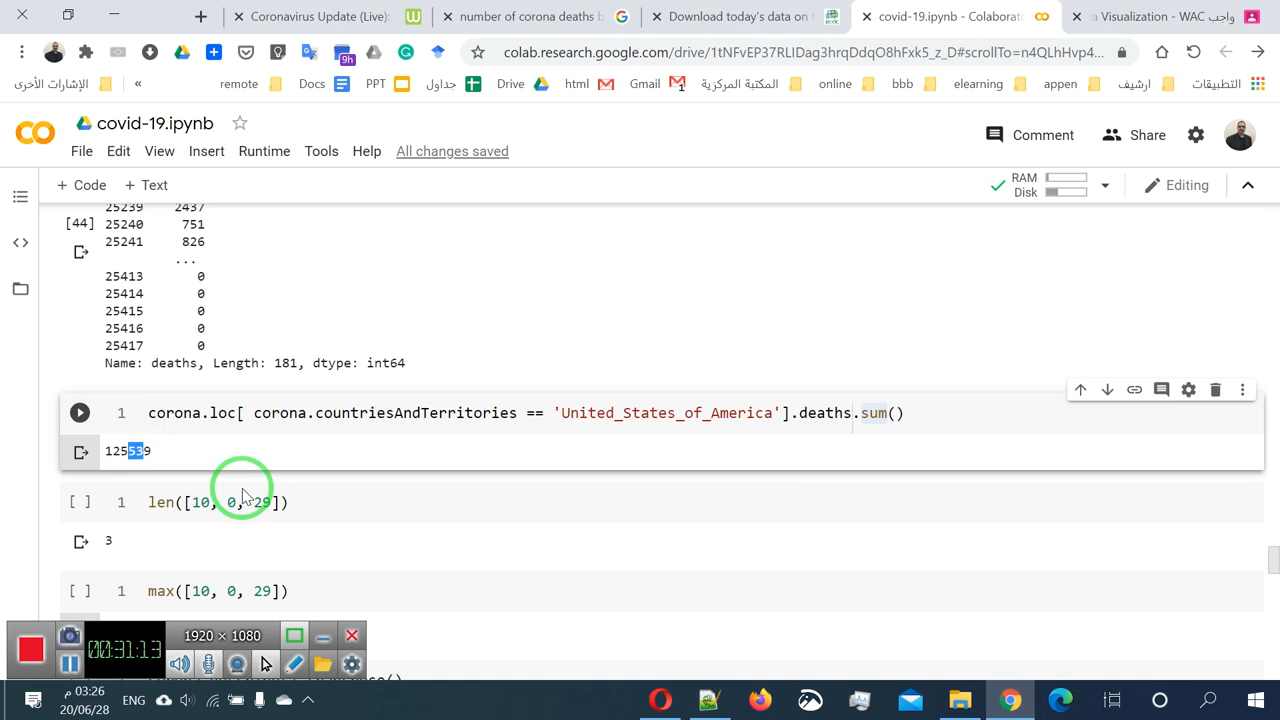 Coronavirus Update (Live):
number of corona deaths b
Download today's data on t
covid-19.ipynb - Colaborato
a Visualization - WAC واجب
9h
colab.research.google.com/drive/1tNFvEP37RLIDag3hrqDdqO8hFx5_z_D#scrollTo=n4QLhHvp4...
الإشارات الأخرى
«
remote
Docs
PPT
جداول
Drive
html
Gmail
المكتبة المركزية
online
bbb
elearning
appen
ارشيف
التطبيقات
covid-19.ipynb
File Edit View Insert Runtime Tools Help All changes saved
Comment
Share
+ Code + Text
RAM
Disk
Editing
25239 2437
[44] 25240 751
25241 826
...
25413 0
25414 0
25415 0
25416 0
25417 0
Name: deaths, Length: 181, dtype: int64
1 corona.loc[ corona.countriesAndTerritories == 'United_States_of_America'].deaths.sum()
125539
[ ] 1 len([10, 0, 29])
3
[ ] 1 max([10, 0, 29])
1920 × 1080
00:31:13
03:26 م
20/06/28
ENG